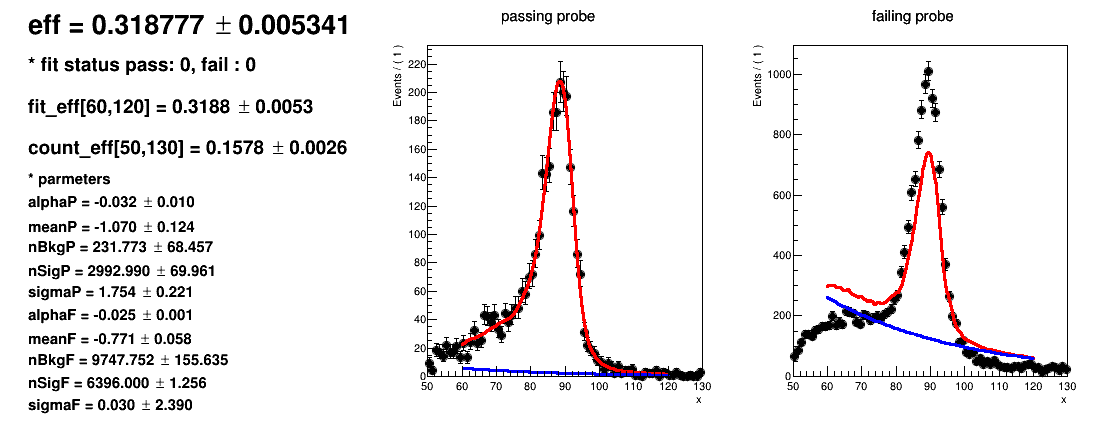 eff = 0.318777 ± 0.005341
* fit status pass: 0, fail : 0
fit_eff[60,120] = 0.3188 ± 0.0053
count_eff[50,130] = 0.1578 ± 0.0026
* parmeters
alphaP = -0.032 ± 0.010
meanP = -1.070 ± 0.124
nBkgP = 231.773 ± 68.457
nSigP = 2992.990 ± 69.961
sigmaP = 1.754 ± 0.221
alphaF = -0.025 ± 0.001
meanF = -0.771 ± 0.058
nBkgF = 9747.752 ± 155.635
nSigF = 6396.000 ± 1.256
sigmaF = 0.030 ± 2.390
passing probe
Events / ( 1 )
220
200
180
160
140
120
100
80
60
40
20
50 60 70 80 90 100 110 120 130
x
failing probe
Events / ( 1 )
1000
800
600
400
200
0
50 60 70 80 90 100 110 120 130
x